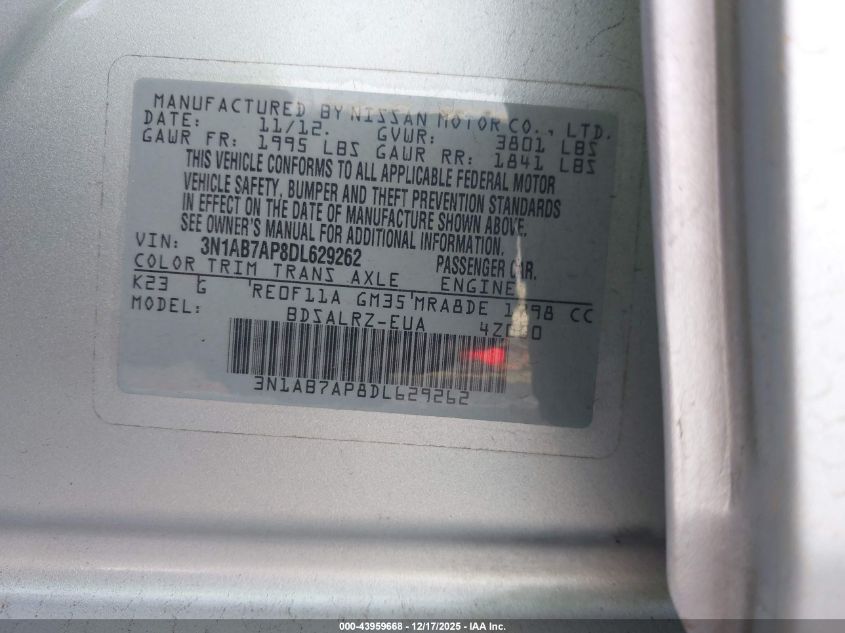 MANUFACTURED BY NISSAN MOTOR CO., LTD.
DATE: 11/12. GVWR: 3801 LBS
GAWR FR: 1995 LBS GAWR RR: 1841 LBS
THIS VEHICLE CONFORMS TO ALL APPLICABLE FEDERAL MOTOR
VEHICLE SAFETY, BUMPER AND THEFT PREVENTION STANDARDS
IN EFFECT ON THE DATE OF MANUFACTURE SHOWN ABOVE.
SEE OWNER'S MANUAL FOR ADDITIONAL INFORMATION.
VIN: 3N1AB7AP8DL629262 PASSENGER CAR.
COLOR TRIM TRANS AXLE ENGINE
K23 G RE0F11A GM35 MRA8DE 1798 CC
MODEL: BDSALRZ-EUA
3N1AB7AP8DL629262
000-43959668 - 12/17/2025 - IAA Inc.